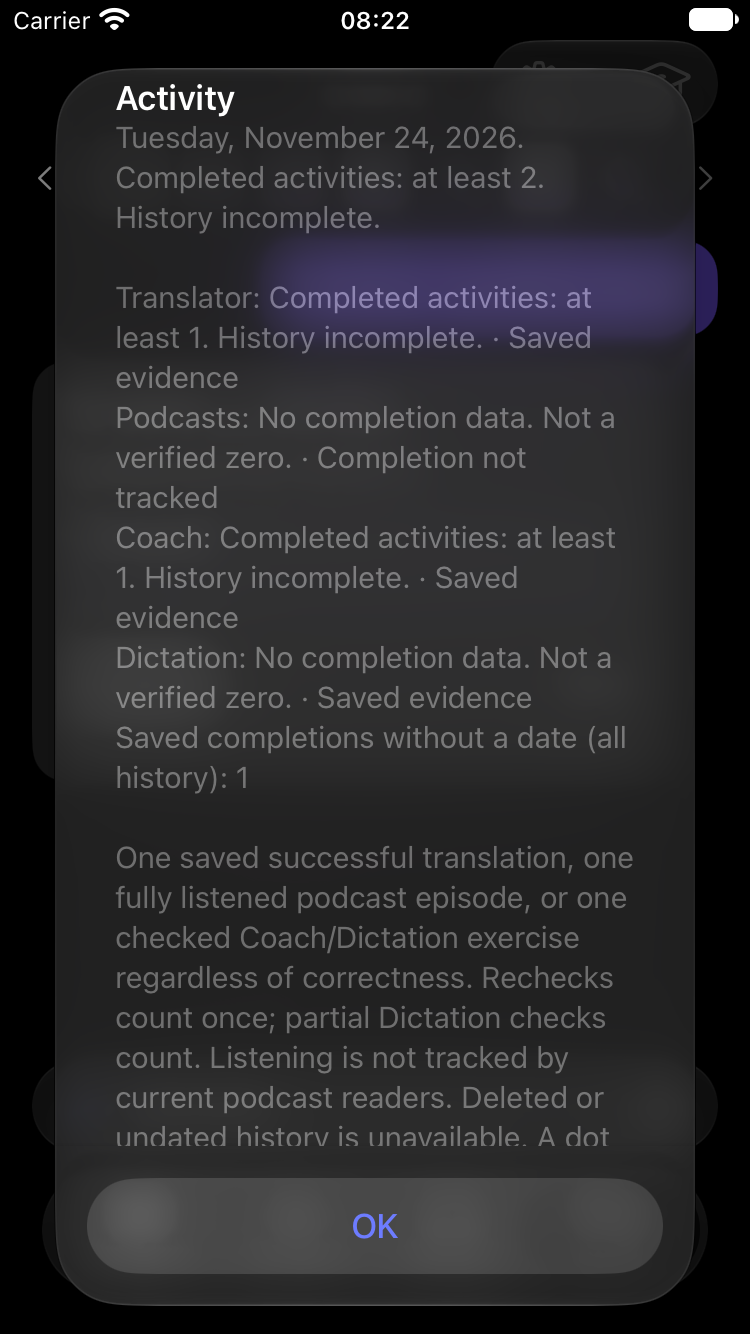 Carrier
08:22
Activity
Tuesday, November 24, 2026.
Completed activities: at least 2.
History incomplete.
Translator: Completed activities: at
least 1. History incomplete. · Saved
evidence
Podcasts: No completion data. Not a
verified zero. · Completion not
tracked
Coach: Completed activities: at least
1. History incomplete. · Saved
evidence
Dictation: No completion data. Not a
verified zero. · Saved evidence
Saved completions without a date (all
history): 1
One saved successful translation, one
fully listened podcast episode, or one
checked Coach/Dictation exercise
regardless of correctness. Rechecks
count once; partial Dictation checks
count. Listening is not tracked by
current podcast readers. Deleted or
undated history is unavailable. A dot
OK